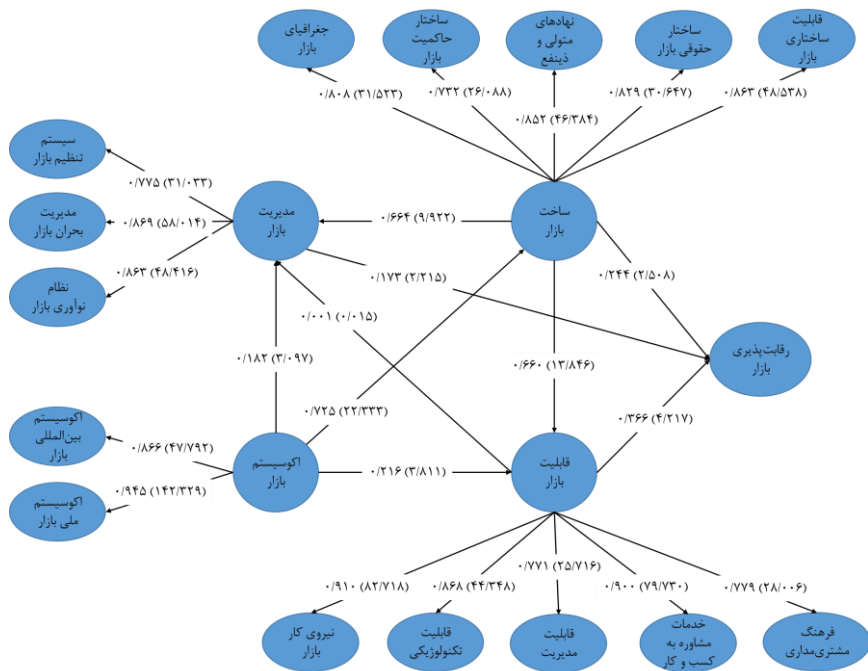 جغرافیای
بازار
ساختار
حاکمیت
بازار
نهادهای
متولی و
ذینفع
ساختار
حقوقی بازار
قابلیت
ساختاری
بازار
۰/۸۰۸ (۳۱/۵۲۳)
۰/۷۳۲ (۲۶/۰۸۸)
۰/۸۵۲ (۴۶/۳۸۴)
۰/۸۲۹ (۳۰/۶۴۷)
۰/۸۶۳ (۴۸/۵۳۸)
سیستم
تنظیم بازار
مدیریت
بحران بازار
نظام
نوآوری بازار
۰/۷۷۵ (۳۱/۰۳۳)
۰/۸۶۹ (۵۸/۰۱۴)
۰/۸۶۳ (۴۸/۴۱۶)
مدیریت
بازار
۰/۶۶۴ (۹/۹۲۲)
ساخت
بازار
۰/۱۷۳ (۲/۲۱۵)
۰/۲۴۴ (۲/۵۰۸)
۰/۰۰۱ (۰/۰۱۵)
۰/۱۸۲ (۳/۰۹۷)
۰/۷۲۵ (۲۲/۳۳۳)
۰/۶۶۰ (۱۳/۸۴۶)
رقابت‌پذیری
بازار
۰/۳۶۶ (۴/۲۱۷)
اکوسیستم
بین‌المللی
بازار
اکوسیستم
ملی بازار
۰/۸۶۶ (۴۷/۷۹۲)
۰/۹۴۵ (۱۴۲/۳۲۹)
اکوسیستم
بازار
۰/۲۱۶ (۳/۸۱۱)
قابلیت
بازار
۰/۹۱۰ (۸۲/۷۱۸)
۰/۸۶۸ (۴۴/۳۴۸)
۰/۷۷۱ (۲۵/۷۱۶)
۰/۹۰۰ (۷۹/۷۳۰)
۰/۷۷۹ (۲۸/۰۰۶)
نیروی کار
بازار
قابلیت
تکنولوژیکی
قابلیت
مدیریت
خدمات
مشاوره به
کسب و کار
فرهنگ
مشتری‌مداری